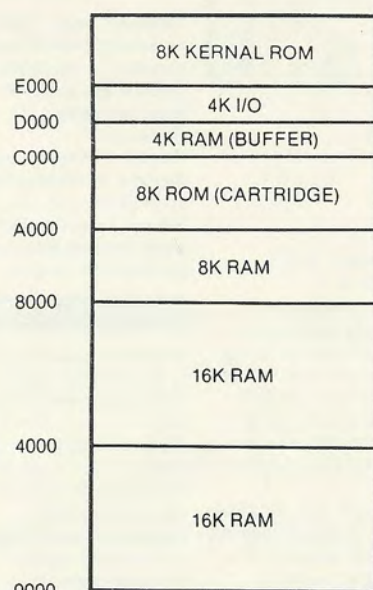 8K KERNAL ROM
E000
4K I/O
D000
4K RAM (BUFFER)
C000
8K ROM (CARTRIDGE)
A000
8K RAM
8000
16K RAM
4000
16K RAM
0000